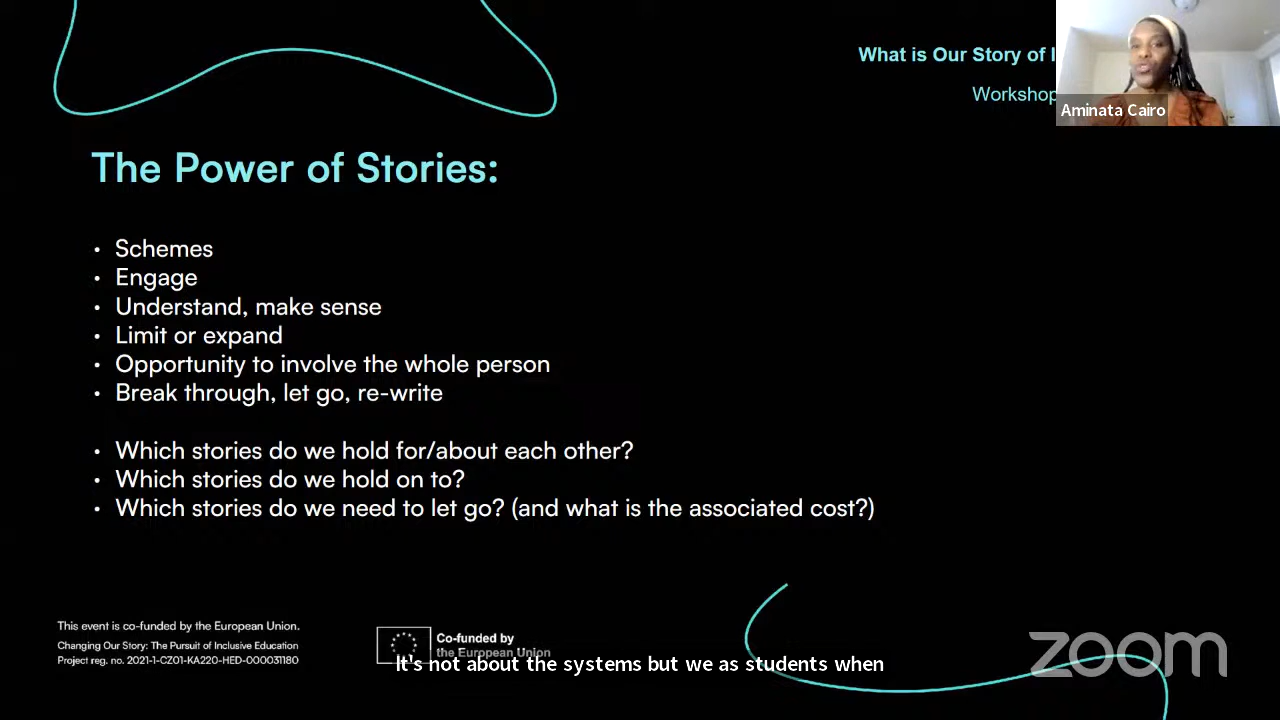 What is Our Story of
Workshop
Aminata Cairo
The Power of Stories:
• Schemes
• Engage
• Understand, make sense
• Limit or expand
• Opportunity to involve the whole person
• Break through, let go, re-write
• Which stories do we hold for/about each other?
• Which stories do we hold on to?
• Which stories do we need to let go? (and what is the associated cost?)
This event is co-funded by the European Union.
Changing Our Story: The Pursuit of Inclusive Education
Project reg. no. 2021-1-CZ01-KA220-HED-000031180
Co-funded by
the European Union
It's not about the systems but we as students when
zoom